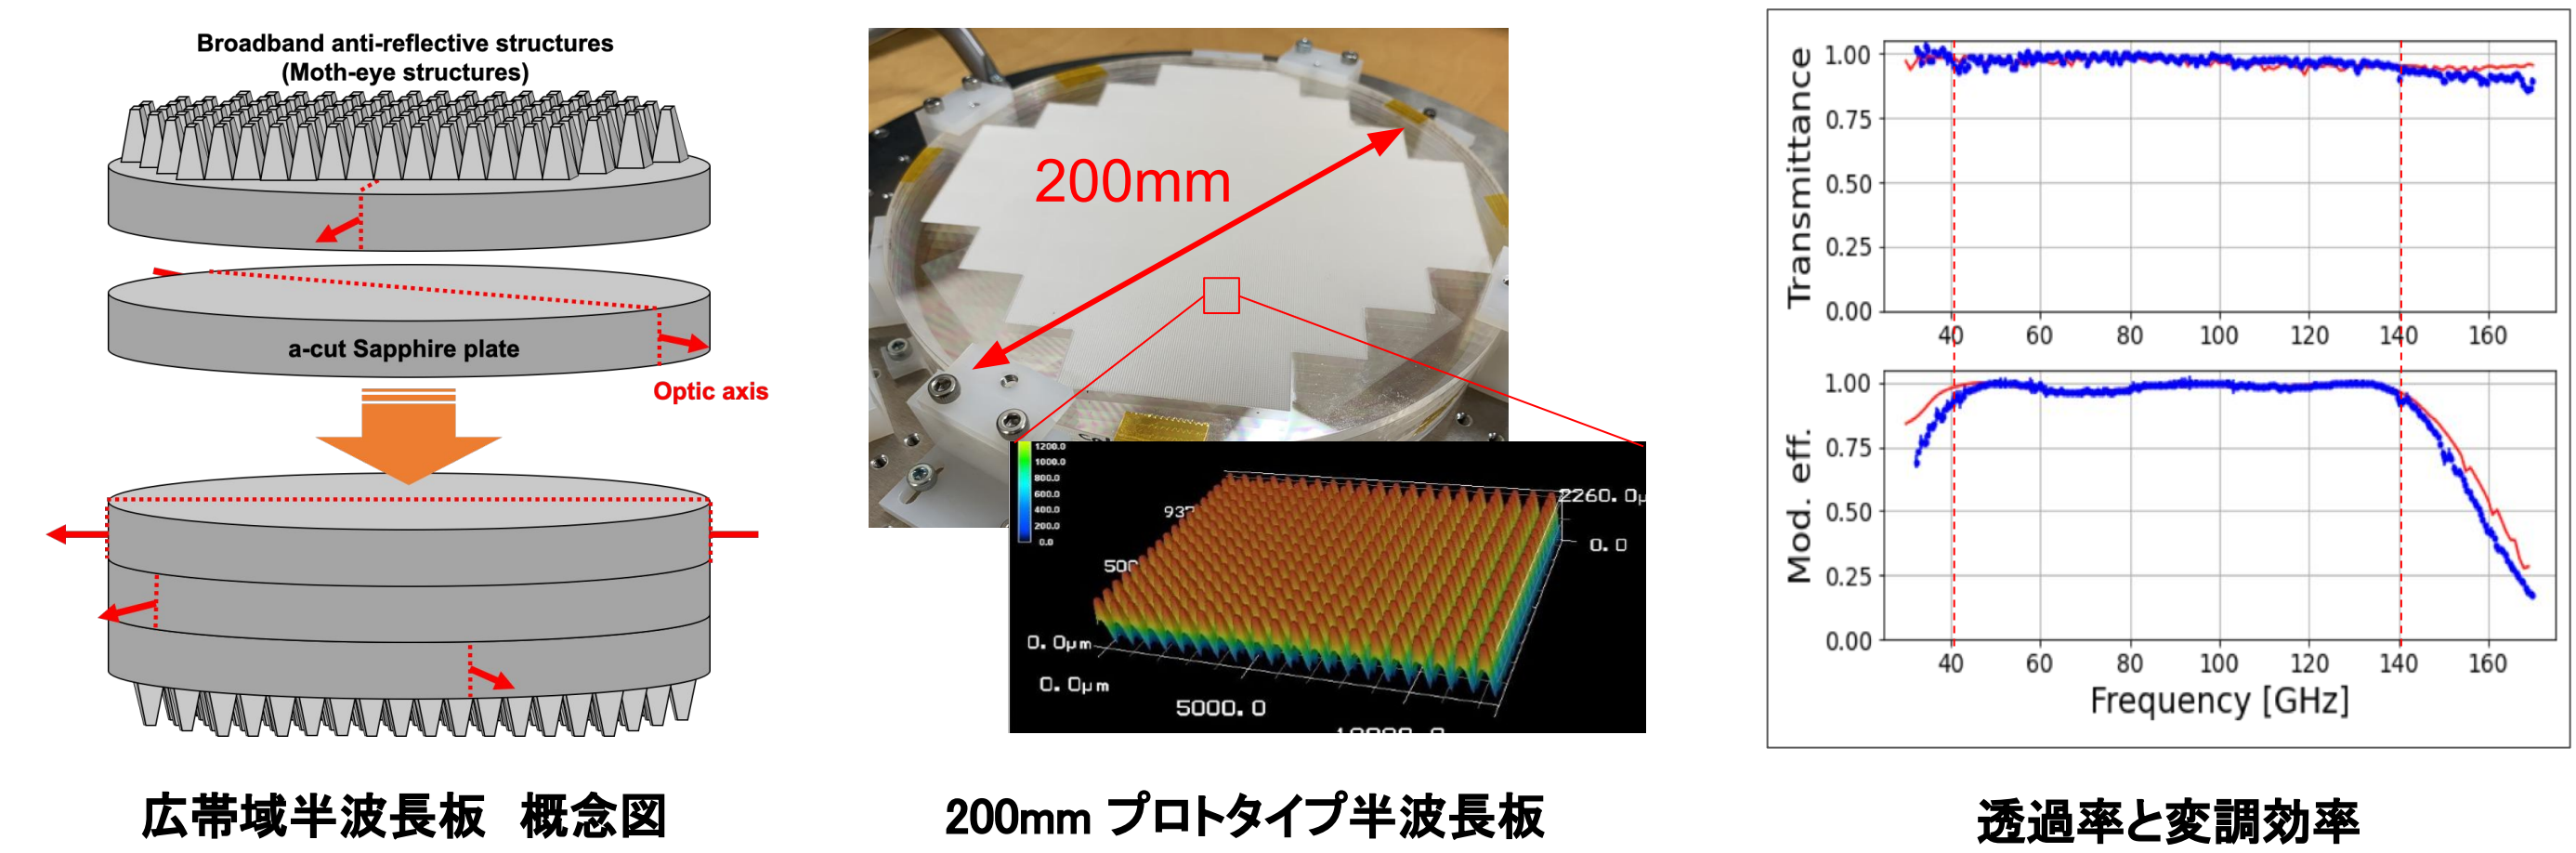 Broadband anti-reflective structures
(Moth-eye structures)
a-cut Sapphire plate
Optic axis
広帯域半波長板 概念図
200mm
1200.0
1000.0
800.0
600.0
400.0
200.0
0.0
2260.0μ
937
0.0
500
0.0μm
0.0μm
5000.0
200mm プロトタイプ半波長板
Transmittance
1.00
0.75
0.50
0.25
0.00
40 60 80 100 120 140 160
Mod. eff.
1.00
0.75
0.50
0.25
0.00
40 60 80 100 120 140 160
Frequency [GHz]
透過率と変調効率